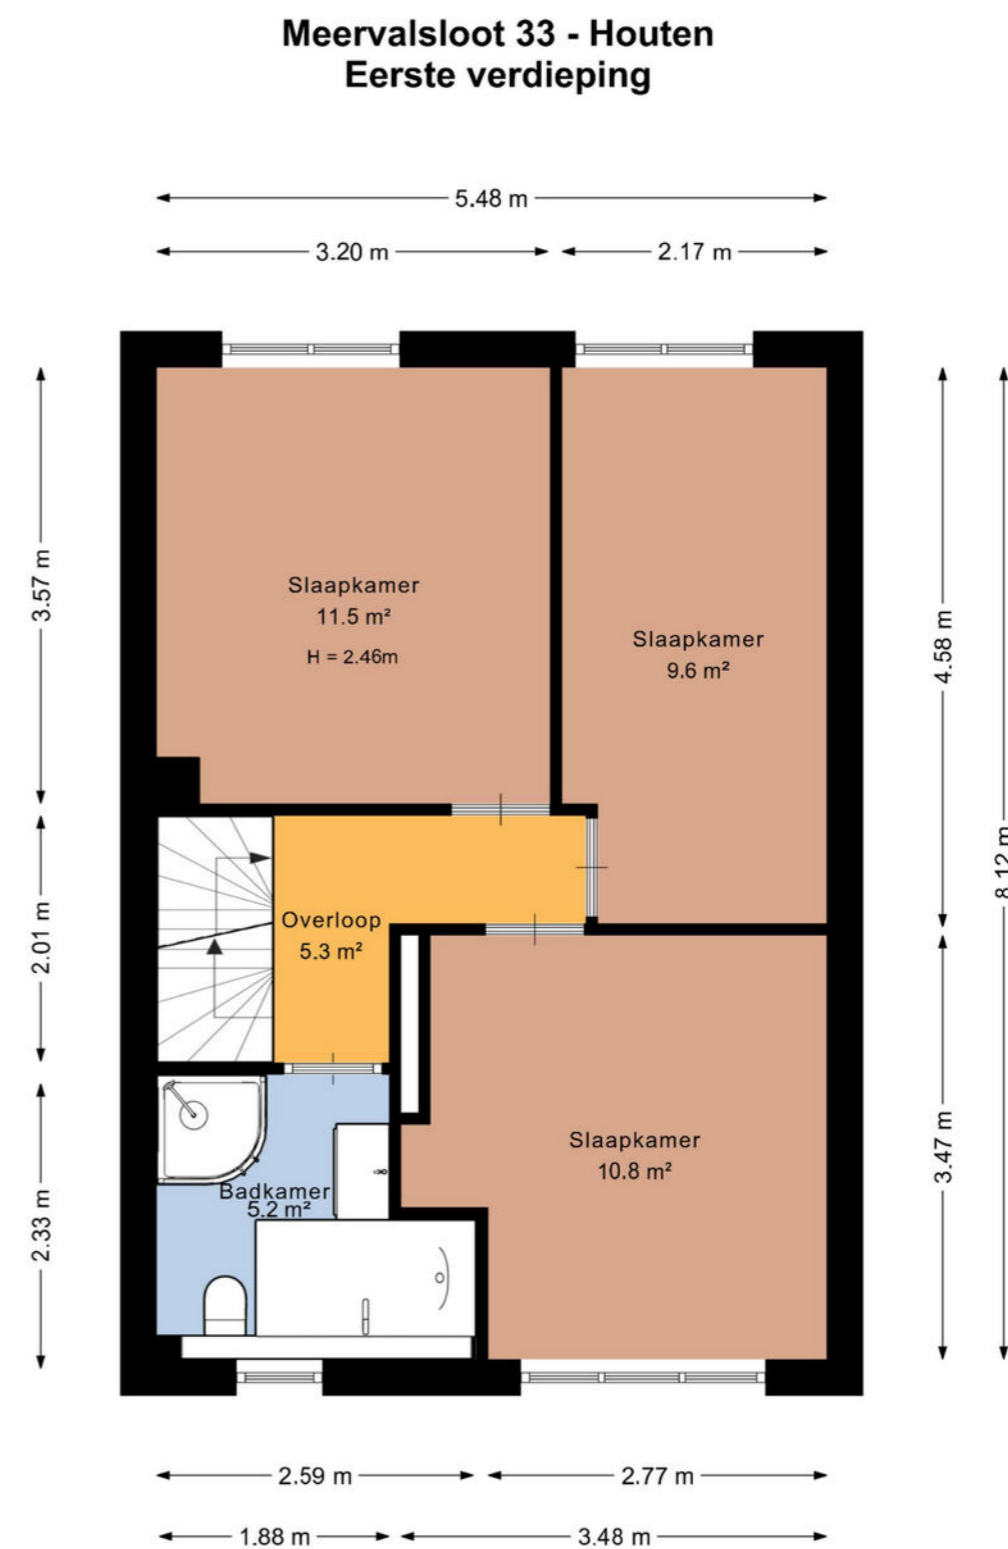 Meervalsloot 33 - Houten
Eerste verdieping
5.48 m
3.20 m
2.17 m
3.57 m
Slaapkamer
11.5 m²
H = 2.46m
Slaapkamer
9.6 m²
4.58 m
8.12 m
2.01 m
Overloop
5.3 m²
Slaapkamer
10.8 m²
3.47 m
Badkamer
5.2 m²
2.33 m
2.59 m
2.77 m
1.88 m
3.48 m